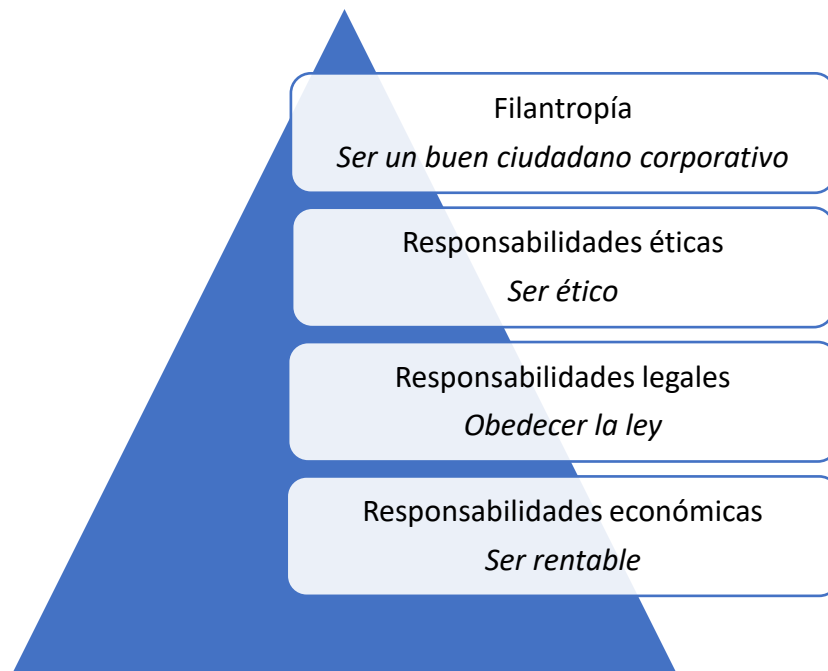 Filantropía
Ser un buen ciudadano corporativo
Responsabilidades éticas
Ser ético
Responsabilidades legales
Obedecer la ley
Responsabilidades económicas
Ser rentable